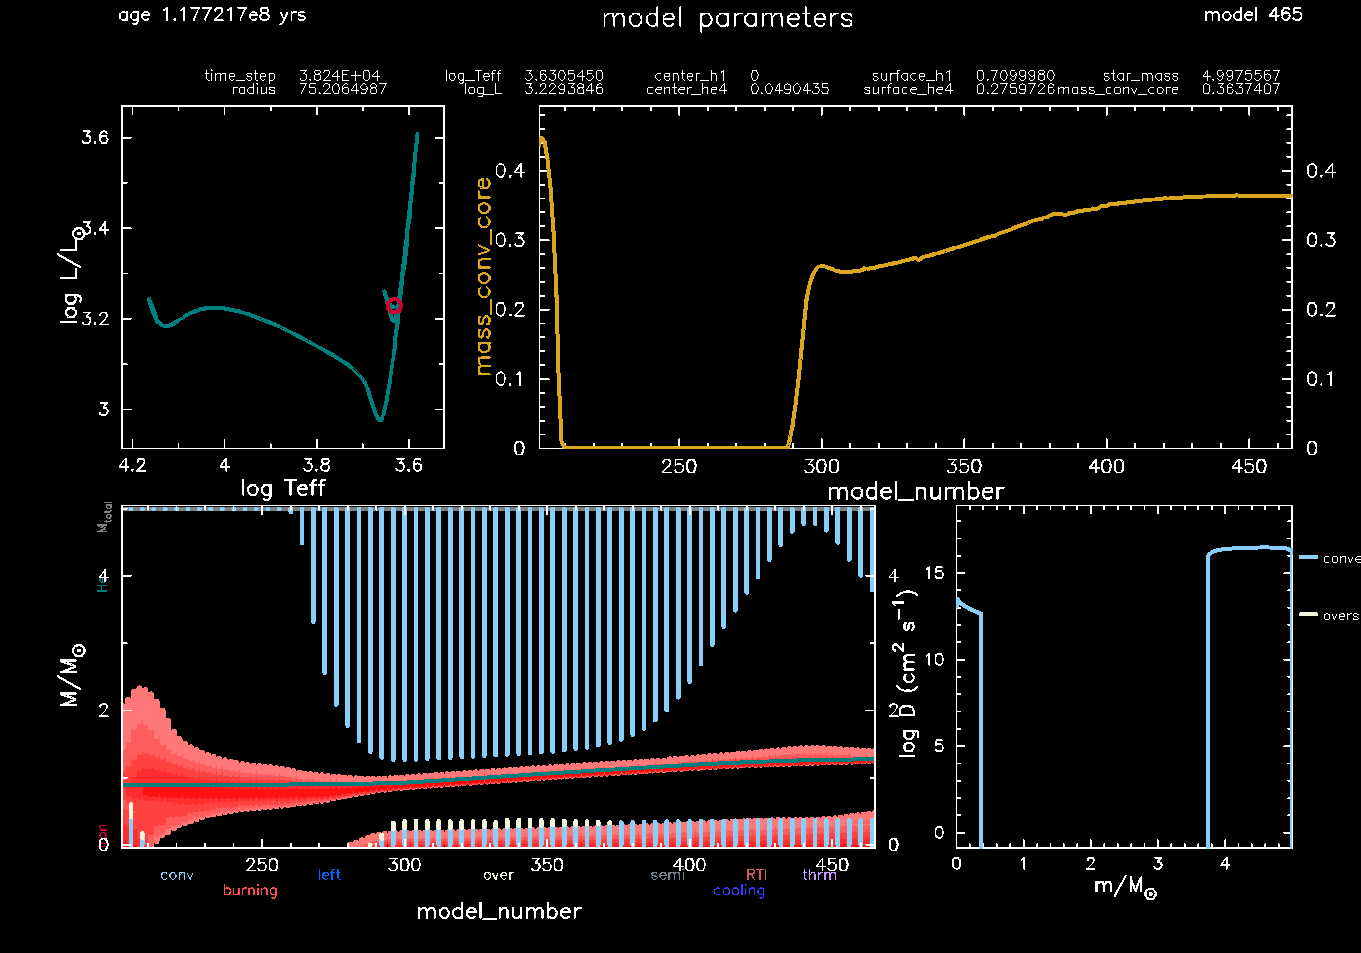 age 1.177217e8 yrs model parameters model 465
time_step 3.824E+04 log_Teff 3.6305450 center_h1 0 surface_h1 0.7099980 star_mass 4.9975567
radius 75.2064987 log_L 3.2293846 center_he4 0.0490435 surface_he4 0.2759726 mass_conv_core 0.3637407
3.6
3.4
3.2
3
log L/L☉
4.2 4 3.8 3.6
log Teff
mass_conv_core
0.4 0.4
0.3 0.3
0.2 0.2
0.1 0.1
0 0
250 300 350 400 450
model_number
Mtotal
He
M/M☉
4 4
2 2
0 0
250 300 350 400 450
conv left over semi RTI thrm
burning cooling
model_number
log D (cm² s⁻¹)
15
10
5
0
0 1 2 3 4
m/M☉
conve
overs